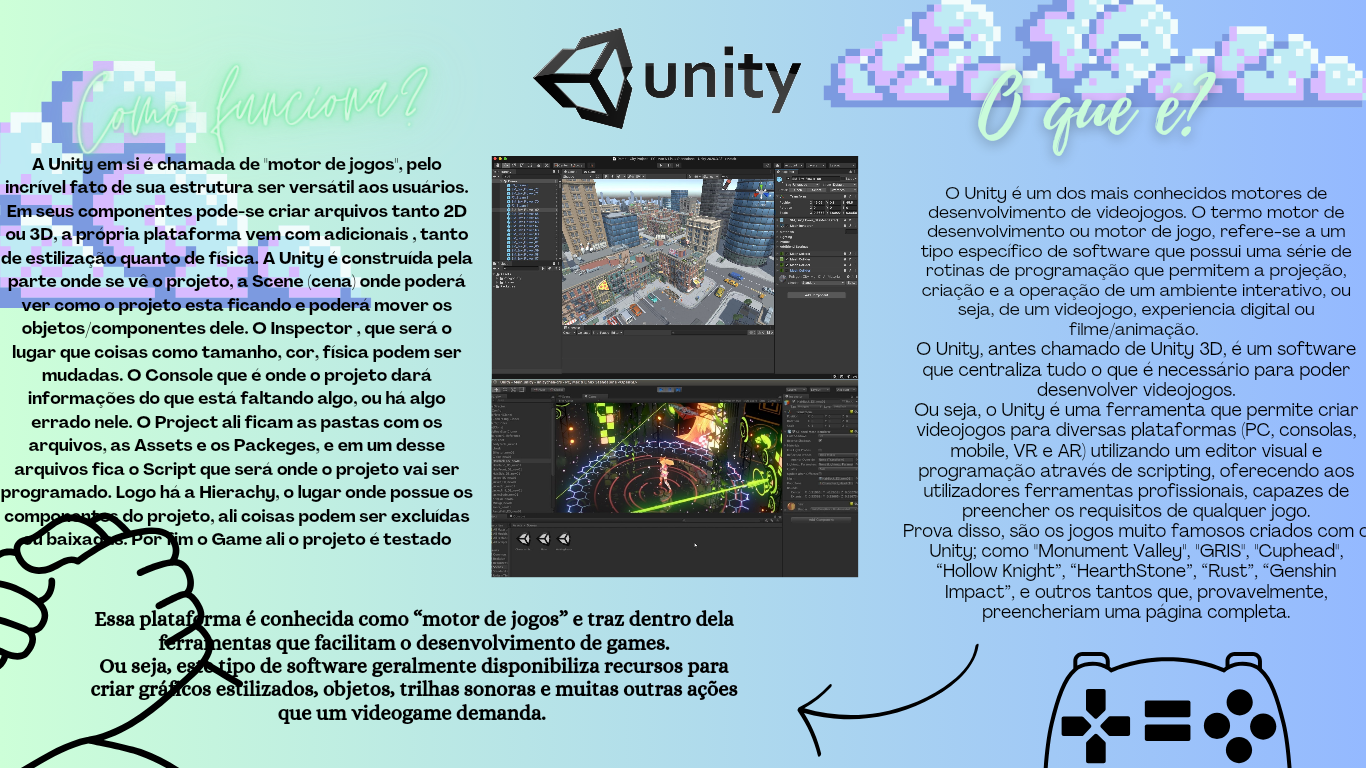 unity
Como funciona?
A Unity em si é chamada de "motor de jogos", pelo
incrível fato de sua estrutura ser versátil aos usuários.
Em seus componentes pode-se criar arquivos tanto 2D
ou 3D, a própria plataforma vem com adicionais , tanto
de estilização quanto de física. A Unity é construída pela
parte onde se vê o projeto, a Scene (cena) onde poderá
ver como o projeto esta ficando e poderá mover os
objetos/componentes dele. O Inspector , que será o
lugar que coisas como tamanho, cor, física podem ser
mudadas. O Console que é onde o projeto dará
informações do que está faltando algo, ou há algo
errado nele. O Project ali ficam as pastas com os
arquivos, os Assets e os packeges, em um desse
arquivos fica o Script que será onde o projeto vai ser
programado. Logo há a Hierachy, o lugar onde possue os
componentes do projeto, ali coisas podem ser excluídas
ou baixadas. Por fim o Game ali o projeto é testado
O que é?
O Unity é um dos mais conhecidos motores de
desenvolvimento de videojogos. O termo motor de
desenvolvimento ou motor de jogo, refere-se a um
tipo específico de software que possui uma série de
rotinas de programação que permitem a projeção,
criação e a operação de um ambiente interativo, ou
seja, de um videojogo, experiencia digital ou
filme/animação.
O Unity, antes chamado de Unity 3D, é um software
que centraliza tudo o que é necessário para poder
desenvolver videojogos.
Ou seja, o Unity é uma ferramenta que permite criar
videojogos para diversas plataformas (PC, consolas,
mobile, VR e AR) utilizando um editor visual e
programação através de scripting, oferecendo aos
utilizadores ferramentas profissionais, capazes de
preencher os requisitos de qualquer jogo.
Prova disso, são os jogos muito famosos criados com o
Unity; como "Monument Valley", "GRIS", "Cuphead",
“Hollow Knight”, “HearthStone”, “Rust”, “Genshin
Impact”, e outros tantos que, provavelmente,
preencheriam uma página completa.
Essa plataforma é conhecida como “motor de jogos” e traz dentro dela
ferramentas que facilitam o desenvolvimento de games.
Ou seja, este tipo de software geralmente disponibiliza recursos para
criar gráficos estilizados, objetos, trilhas sonoras e muitas outras ações
que um videogame demanda.